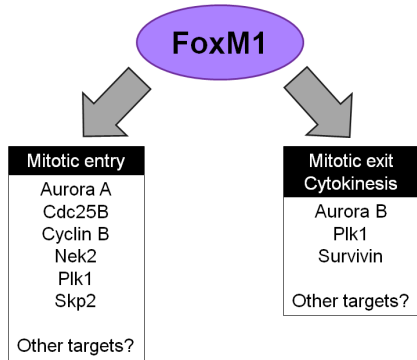 FoxM1
Mitotic entry
Aurora A
Cdc25B
Cyclin B
Nek2
Plk1
Skp2
Other targets?
Mitotic exit
Cytokinesis
Aurora B
Plk1
Survivin
Other targets?